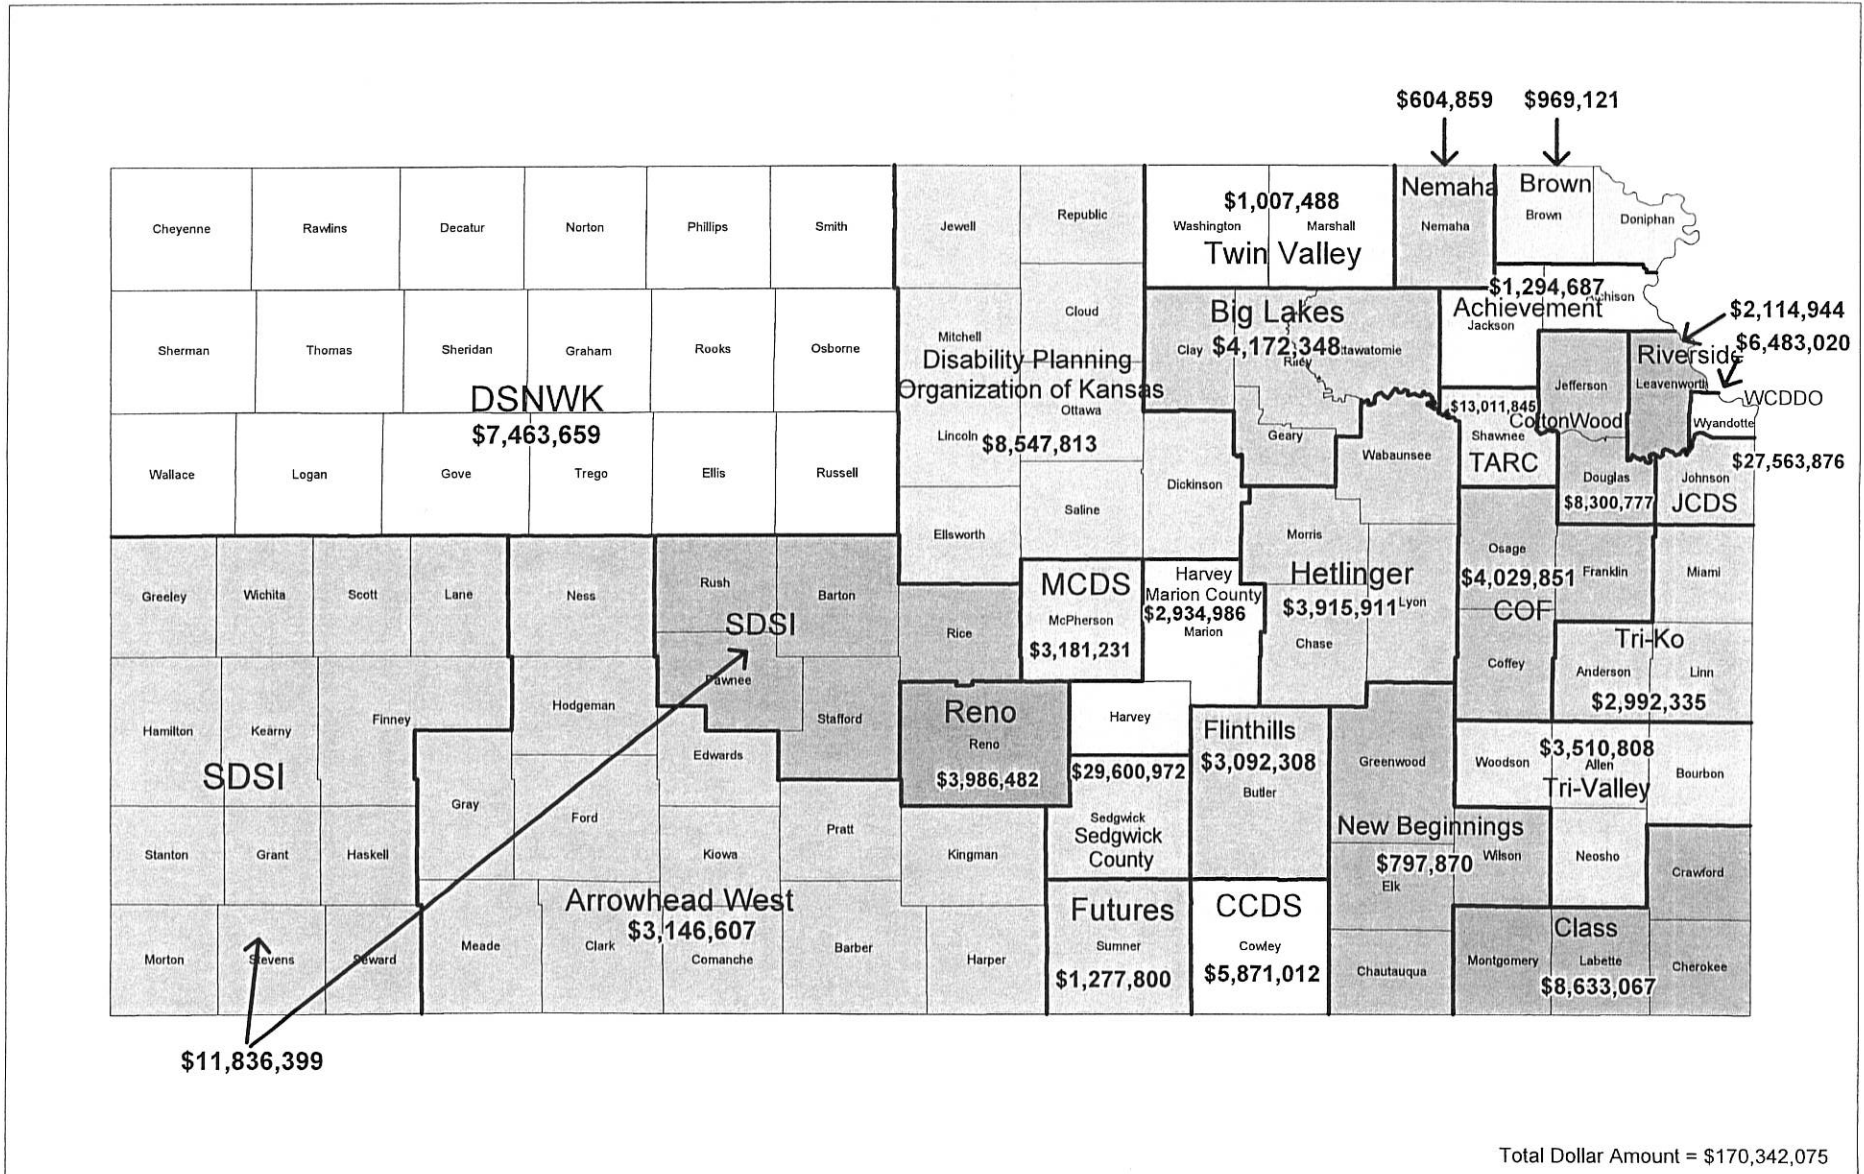 $604,859 $969,121
Nemaha Brown
$1,007,488
Cheyenne Rawlins Decatur Norton Phillips Smith Jewell Republic Washington Marshall Nemaha Brown Doniphan
Twin Valley
$1,294,687
Achievement
Jackson
$2,114,944
$6,483,020
Big Lakes
Clay $4,172,348
Riley
Cloud
Mitchell
Sherman Thomas Sheridan Graham Rooks Osborne
Disability Planning
Organization of Kansas
Ottawa
Lincoln $8,547,813
Riverside
Jefferson Leavenworth
WCDDO
Wyandotte
DSNWK
$7,463,659
$13,011,845
CottonWood
Shawnee
TARC
Geary
Wabaunsee
$27,563,876
Wallace Logan Gove Trego Ellis Russell
Dickinson
Saline
Ellsworth
Douglas
$8,300,777
Johnson
JCDS
Morris
Osage
Hetlinger
$3,915,911 Lyon
Chase
$4,029,851
COF
Franklin
Miami
Coffey
MCDS
McPherson
$3,181,231
Harvey
Marion County
$2,934,986
Marion
Greeley Wichita Scott Lane Ness Rush Barton Rice
SDSI
Pawnee
Stafford
Hodgeman
Edwards
Tri-Ko
Anderson Linn
$2,992,335
Hamilton Kearny Finney
SDSI
Reno
Reno
$3,986,482
Harvey
Flinthills
$3,092,308
Butler
Greenwood
Woodson
$3,510,808
Allen
Tri-Valley
Bourbon
$29,600,972
Sedgwick
Sedgwick
County
Gray Ford Kiowa Pratt Kingman
Stanton Grant Haskell
New Beginnings
$797,870
Wilson
Elk
Neosho
Crawford
Arrowhead West
$3,146,607
Meade Clark Comanche Barber Harper
Morton Stevens Seward
Futures
Sumner
$1,277,800
CCDS
Cowley
$5,871,012
Chautauqua
Class
Montgomery Labette Cherokee
$8,633,067
$11,836,399
Total Dollar Amount = $170,342,075